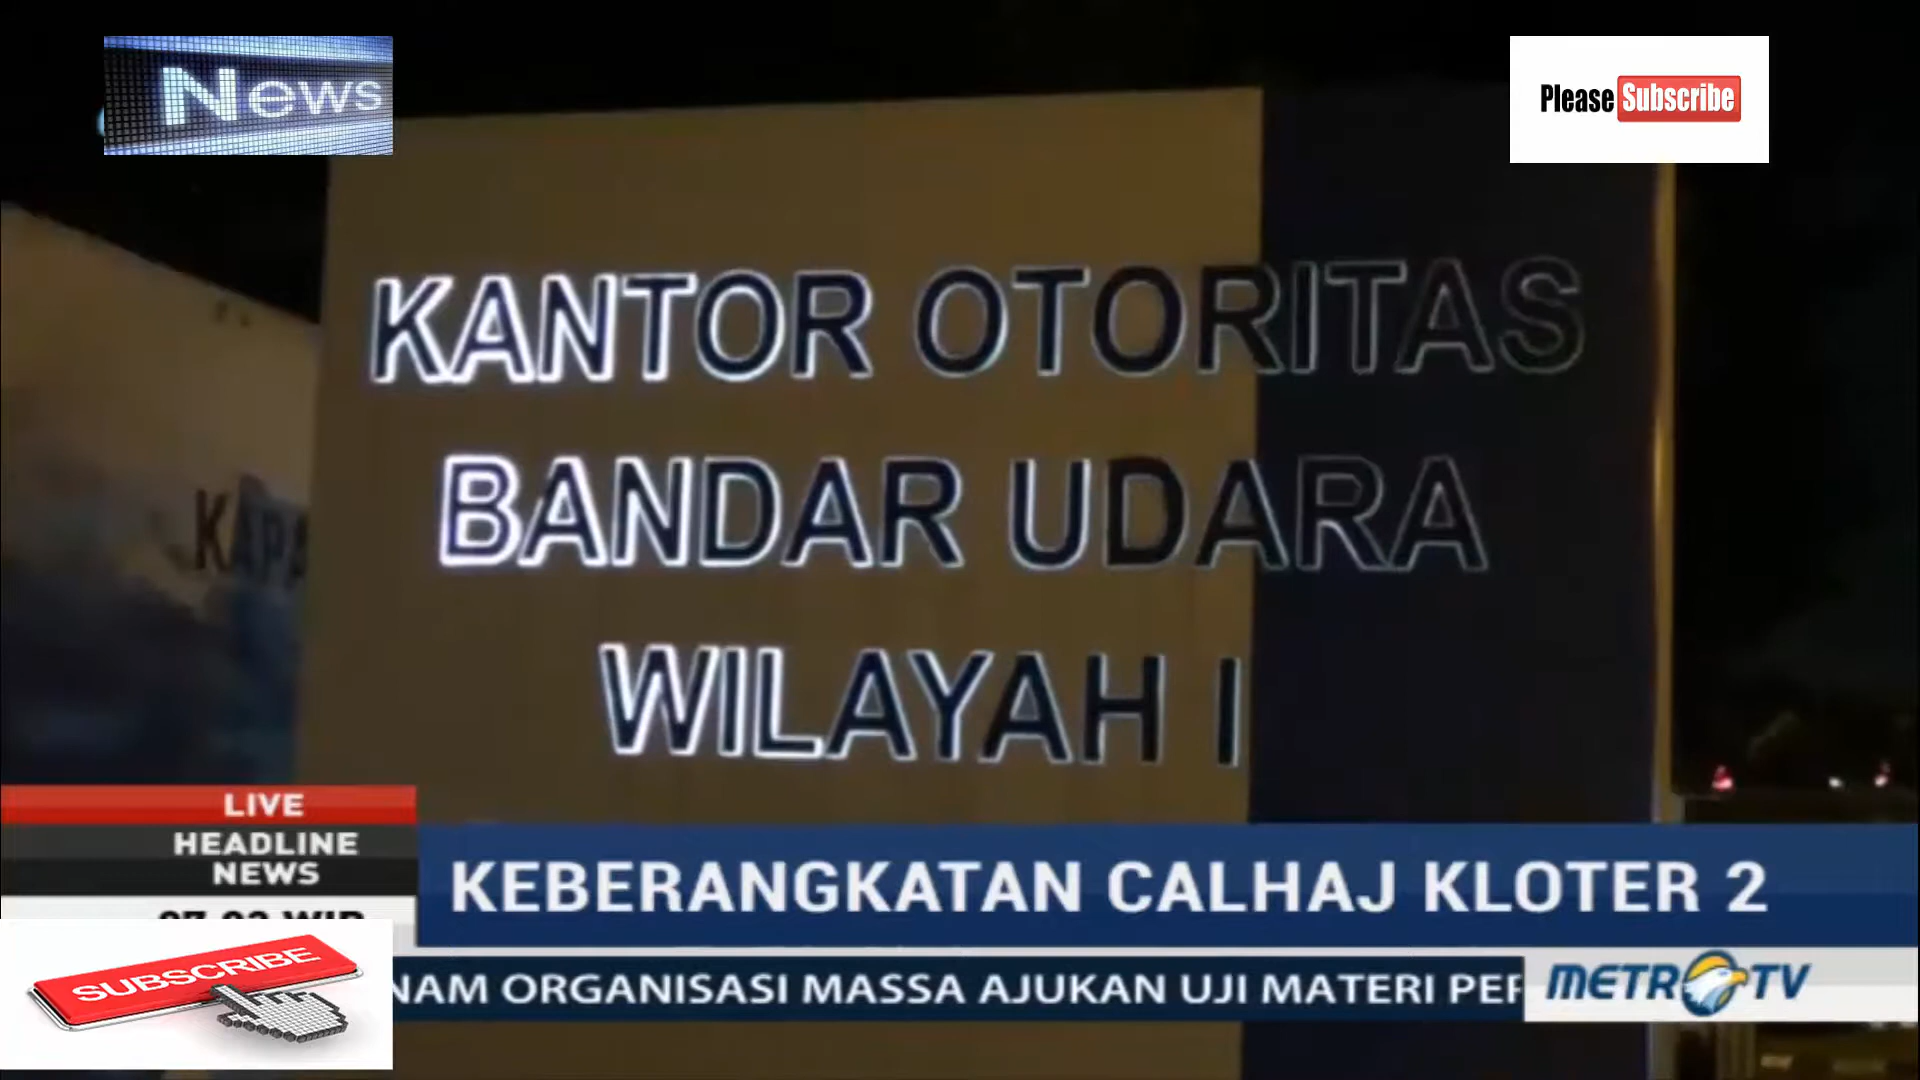 News
Please Subscribe
KANTOR OTORITAS
BANDAR UDARA
WILAYAH I
LIVE
HEADLINE
NEWS
KEBERANGKATAN CALHAJ KLOTER 2
SUBSCRIBE
ORGANISASI MASSA AJUKAN UJI MATERI
METRO TV